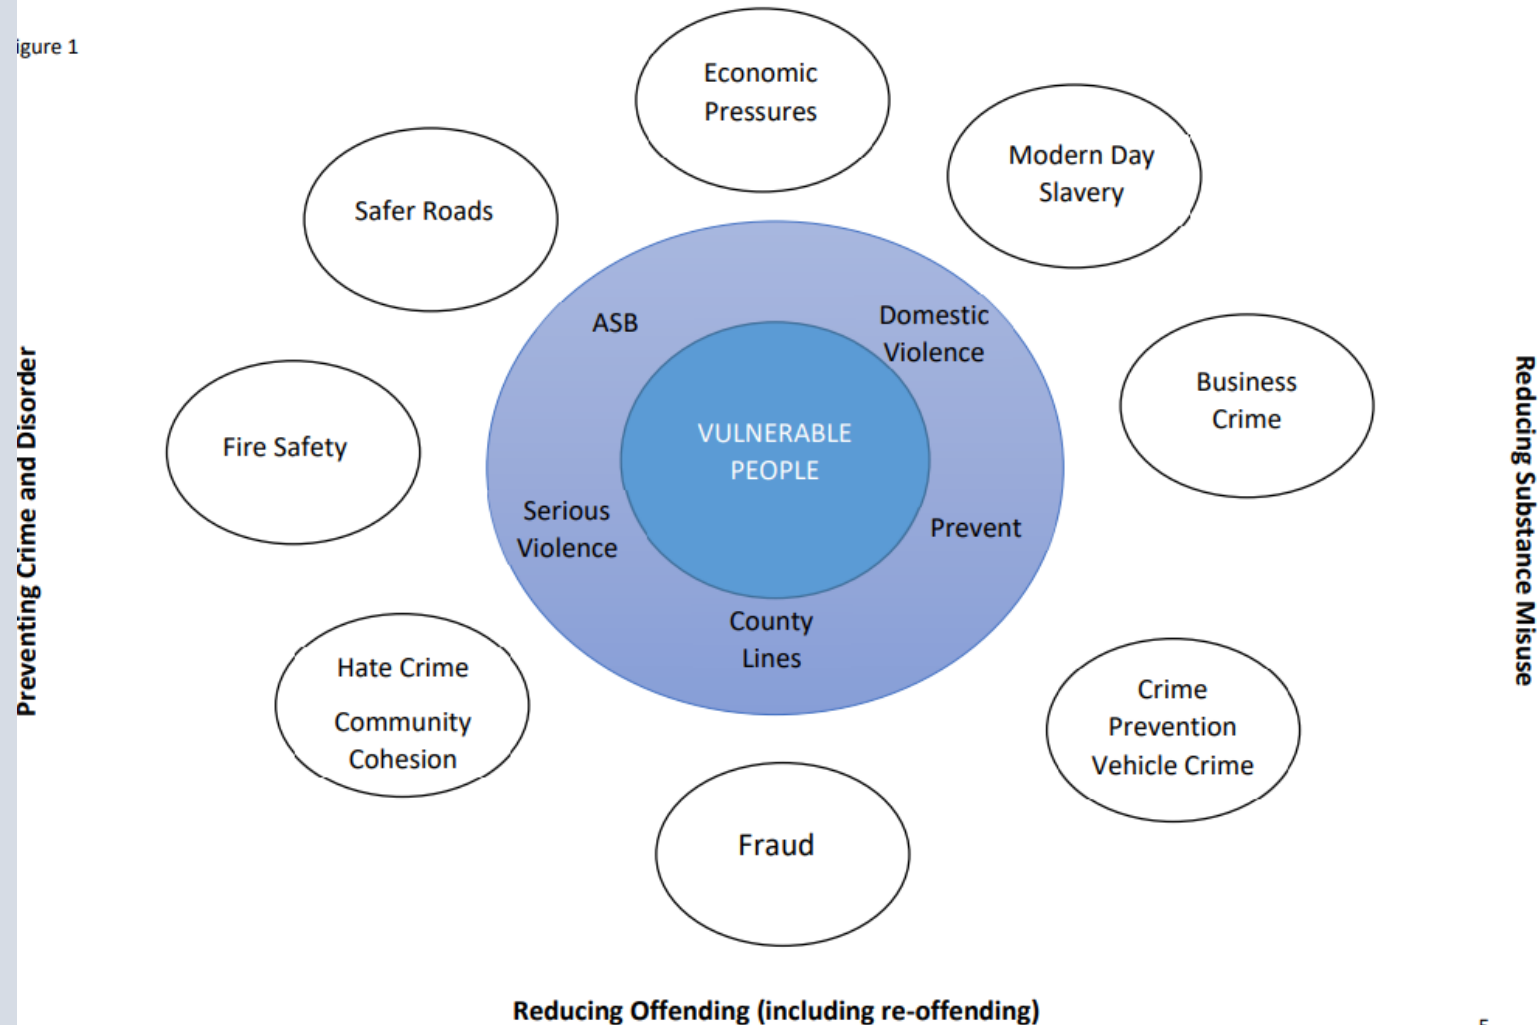 igure 1
Economic
Pressures
Modern Day
Slavery
Safer Roads
ASB
Domestic
Violence
Business
Crime
Fire Safety
VULNERABLE
PEOPLE
Serious
Violence
Prevent
County
Lines
Hate Crime
Community
Cohesion
Crime
Prevention
Vehicle Crime
Fraud
Preventing Crime and Disorder
Reducing Substance Misuse
Reducing Offending (including re-offending)